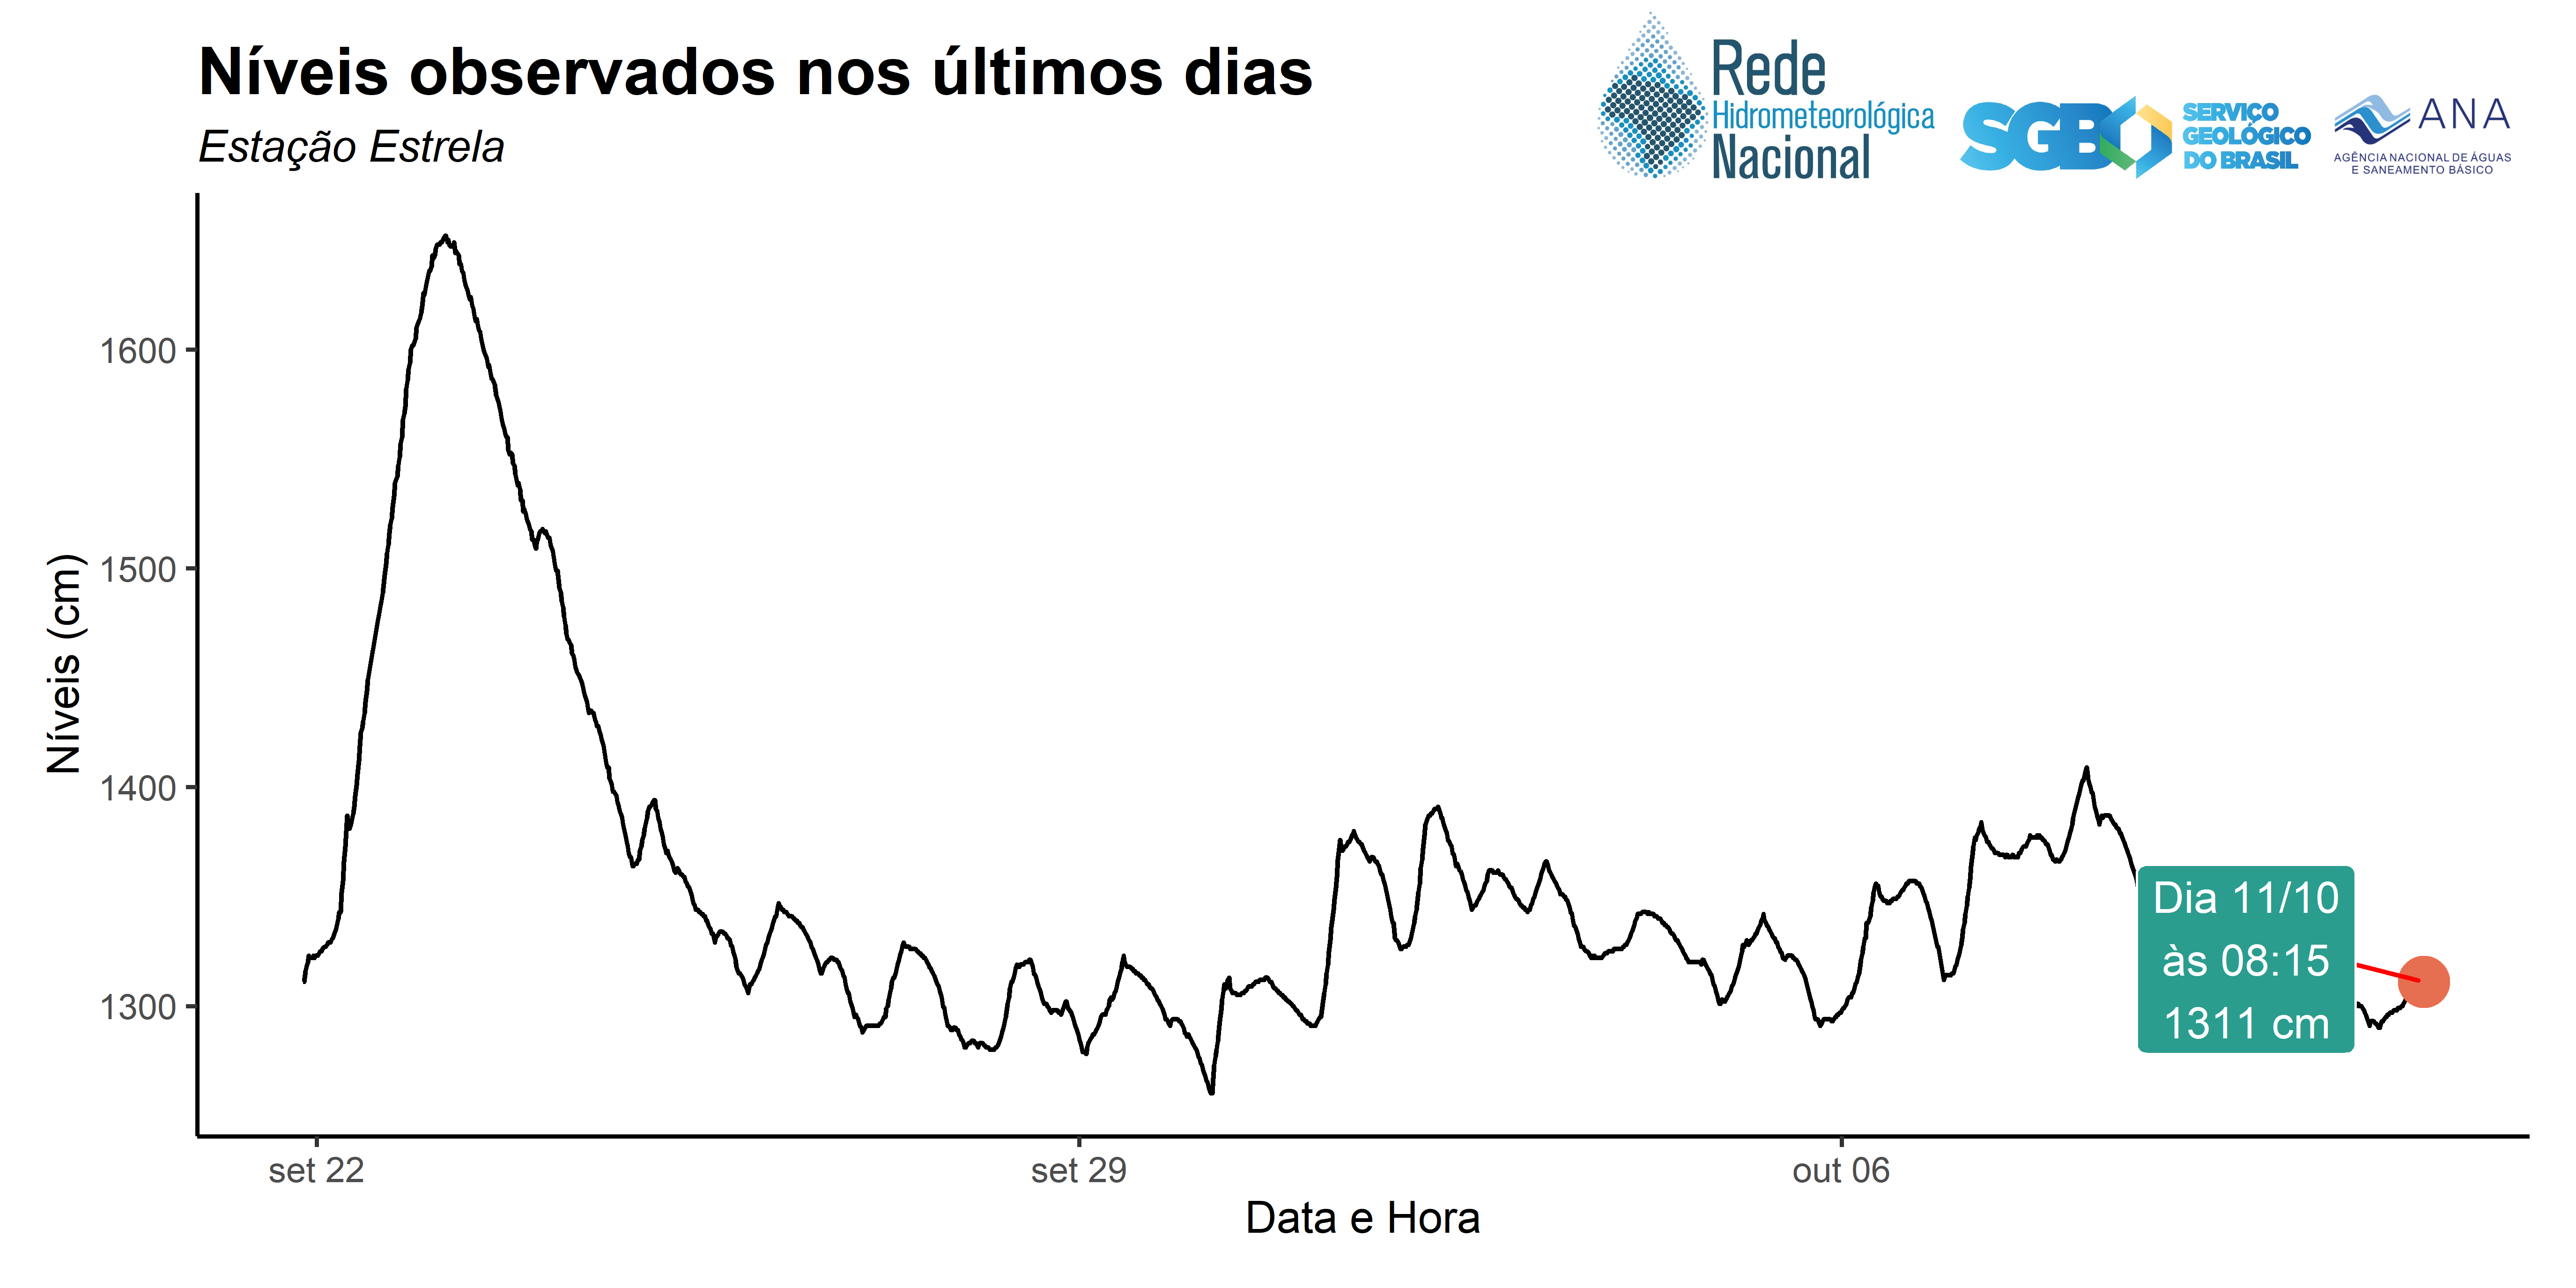 Níveis observados nos últimos dias
Estação Estrela
Rede
Hidrometeorológica
Nacional
SGB
SERVIÇO
GEOLÓGICO
DO BRASIL
ANA
AGÊNCIA NACIONAL DE ÁGUAS
E SANEAMENTO BÁSICO
Níveis (cm)
1600
1500
1400
1300
Dia 11/10
às 08:15
1311 cm
set 22
set 29
out 06
Data e Hora